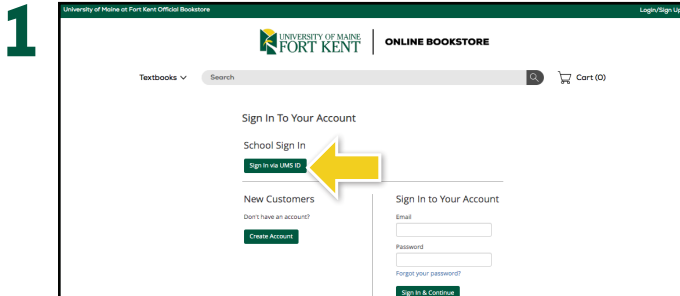 1
University of Maine at Fort Kent Official Bookstore
Login/Sign Up
UNIVERSITY OF MAINE
FORT KENT
ONLINE BOOKSTORE
Textbooks
Search
Cart (0)
Sign In To Your Account
School Sign In
Sign In via UMS ID
New Customers
Don't have an account?
Create Account
Sign In to Your Account
Email
Password
Forgot your password?
Sign In & Continue